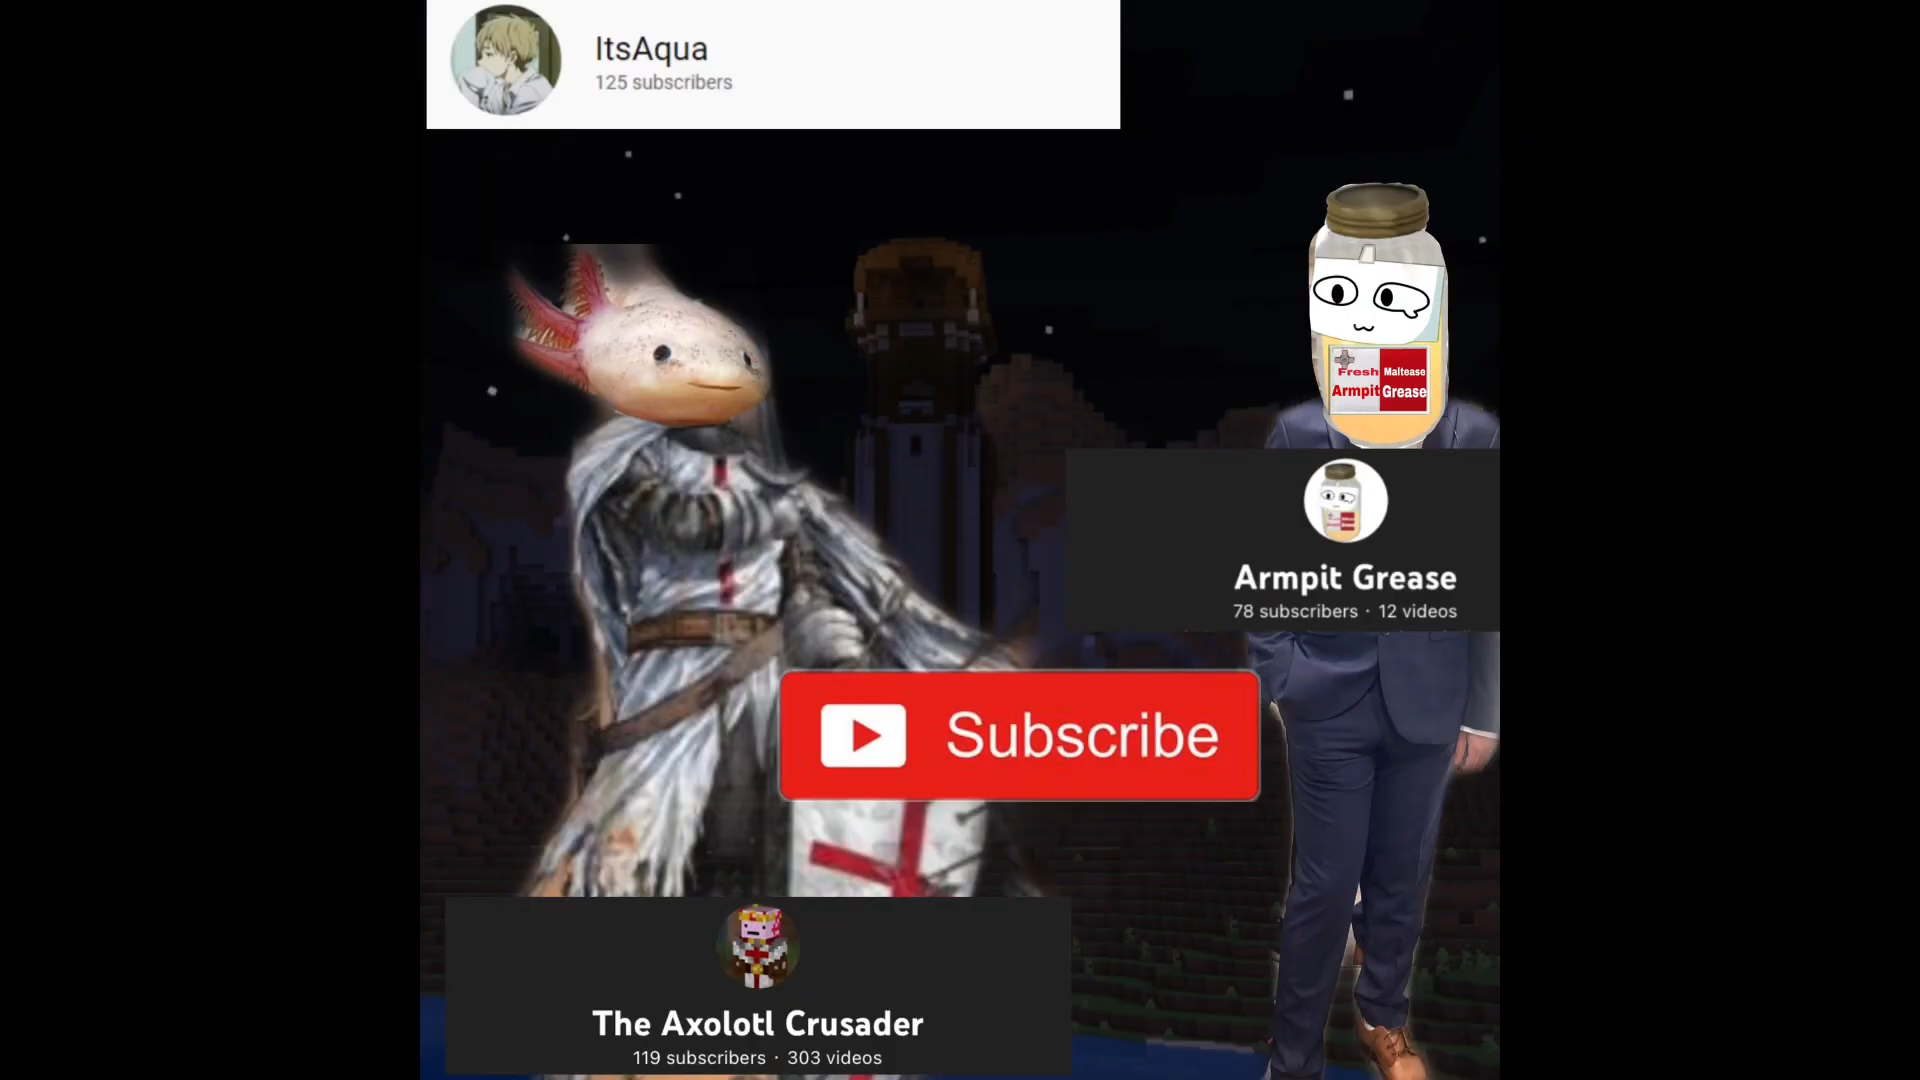 ItsAqua
125 subscribers
Fresh Maltease
Armpit Grease
Armpit Grease
78 subscribers · 12 videos
Subscribe
The Axolotl Crusader
119 subscribers · 303 videos